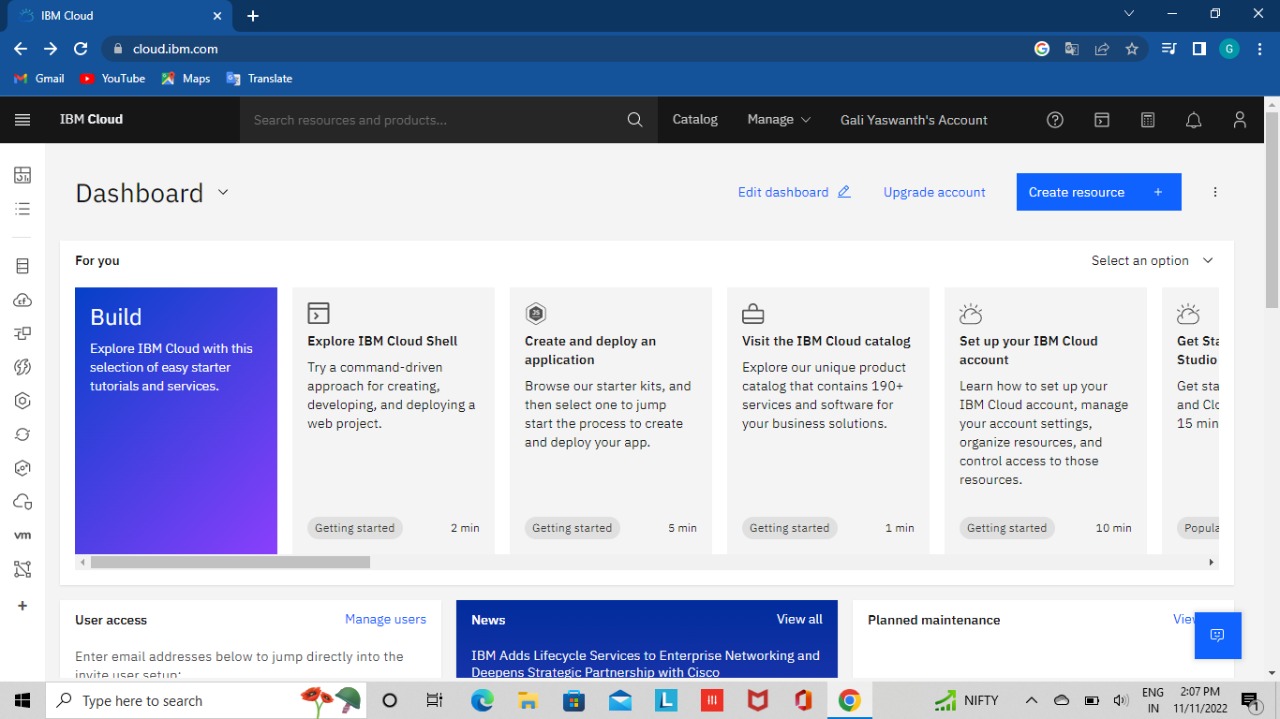 IBM Cloud
cloud.ibm.com
G
Gmail YouTube Maps Translate
IBM Cloud Search resources and products... Catalog Manage Gali Yaswanth's Account
Dashboard Edit dashboard Upgrade account Create resource +
For you Select an option
Build
Explore IBM Cloud with this
selection of easy starter
tutorials and services.
Explore IBM Cloud Shell
Try a command-driven
approach for creating,
developing, and deploying a
web project.
Getting started 2 min
JS
Create and deploy an
application
Browse our starter kits, and
then select one to jump
start the process to create
and deploy your app.
Getting started 5 min
Visit the IBM Cloud catalog
Explore our unique product
catalog that contains 190+
services and software for
your business solutions.
Getting started 1 min
Set up your IBM Cloud
account
Learn how to set up your
IBM Cloud account, manage
your account settings,
organize resources, and
control access to those
resources.
Getting started 10 min
Get Sta
Studio
Get sta
and Clo
15 min
Popula
cf
vm
User access Manage users
Enter email addresses below to jump directly into the
invite user setup:
News View all
IBM Adds Lifecycle Services to Enterprise Networking and
Deepens Strategic Partnership with Cisco
Planned maintenance Vie
Type here to search L NIFTY ENG
IN 2:07 PM
11/11/2022 1